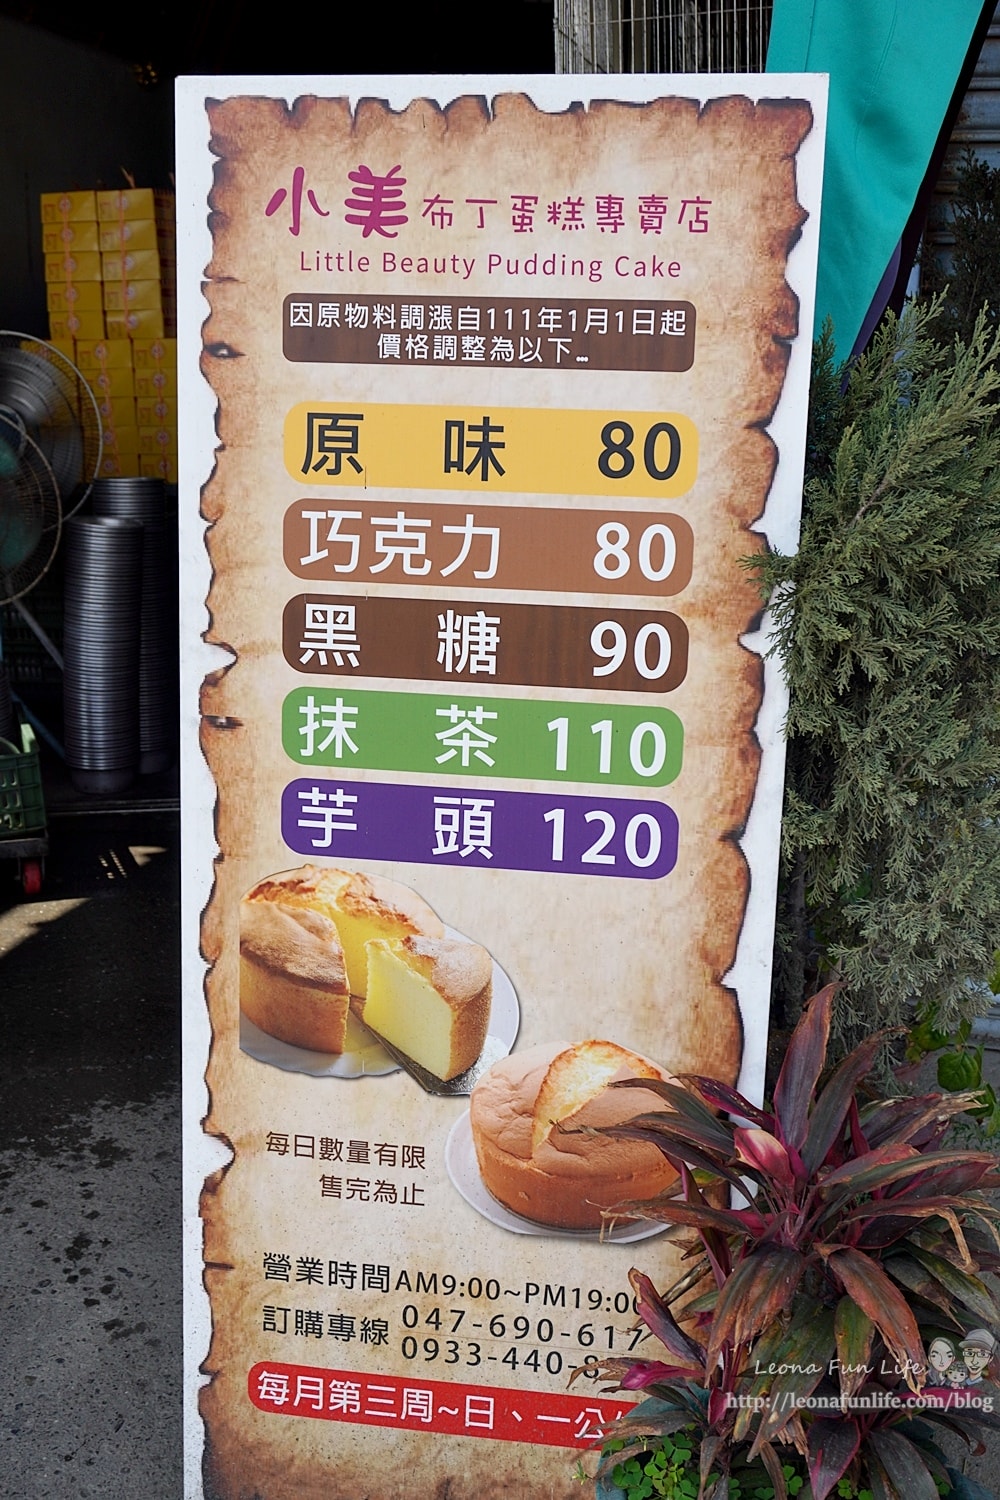 小美布丁蛋糕專賣店
Little Beauty Pudding Cake
因原物料調漲自111年1月1日起
價格調整為以下...
原味 80
巧克力 80
黑糖 90
抹茶 110
芋頭 120
每日數量有限
售完為止
營業時間AM9:00~PM19:00
訂購專線 047-690-617
0933-440-8
每月第三周~日、一公
Leona Fun Life
http://leonafunlife.com/blog